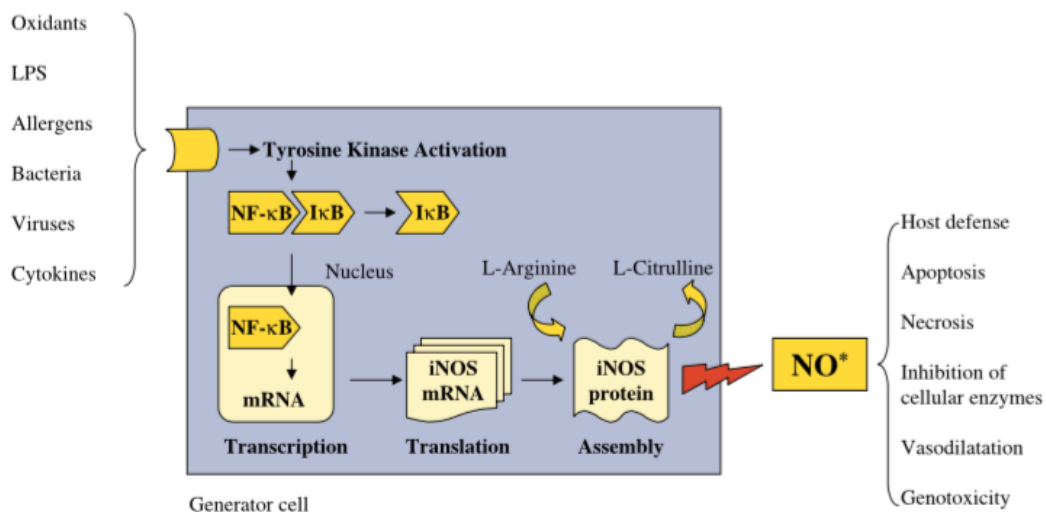 Oxidants
LPS
Allergens
Bacteria
Viruses
Cytokines
Tyrosine Kinase Activation
NF-κB
IκB
IκB
Nucleus
NF-κB
mRNA
Transcription
iNOS
mRNA
Translation
L-Arginine
L-Citrulline
iNOS
protein
Assembly
Generator cell
NO*
Host defense
Apoptosis
Necrosis
Inhibition of
cellular enzymes
Vasodilatation
Genotoxicity